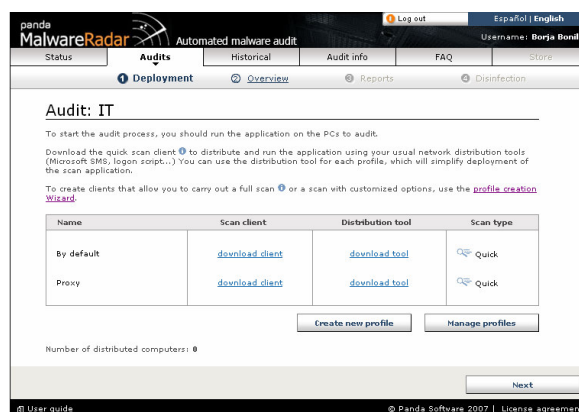 panda
MalwareRadar
Automated malware audit
Log out
Español | English
Username: Borja Bonil
Status
Audits
Historical
Audit info
FAQ
Store
1 Deployment
2 Overview
3 Reports
4 Disinfection
Audit: IT
To start the audit process, you should run the application on the PCs to audit.
Download the quick scan client to distribute and run the application using your usual network distribution tools
(Microsoft SMS, logon script...) You can use the distribution tool for each profile, which will simplify deployment of
the scan application.
To create clients that allow you to carry out a full scan or a scan with customized options, use the profile creation
Wizard.
Name Scan client Distribution tool Scan type
By default download client download tool Quick
Proxy download client download tool Quick
Create new profile
Manage profiles
Number of distributed computers: 0
Next
User guide
© Panda Software 2007 | License agreemen